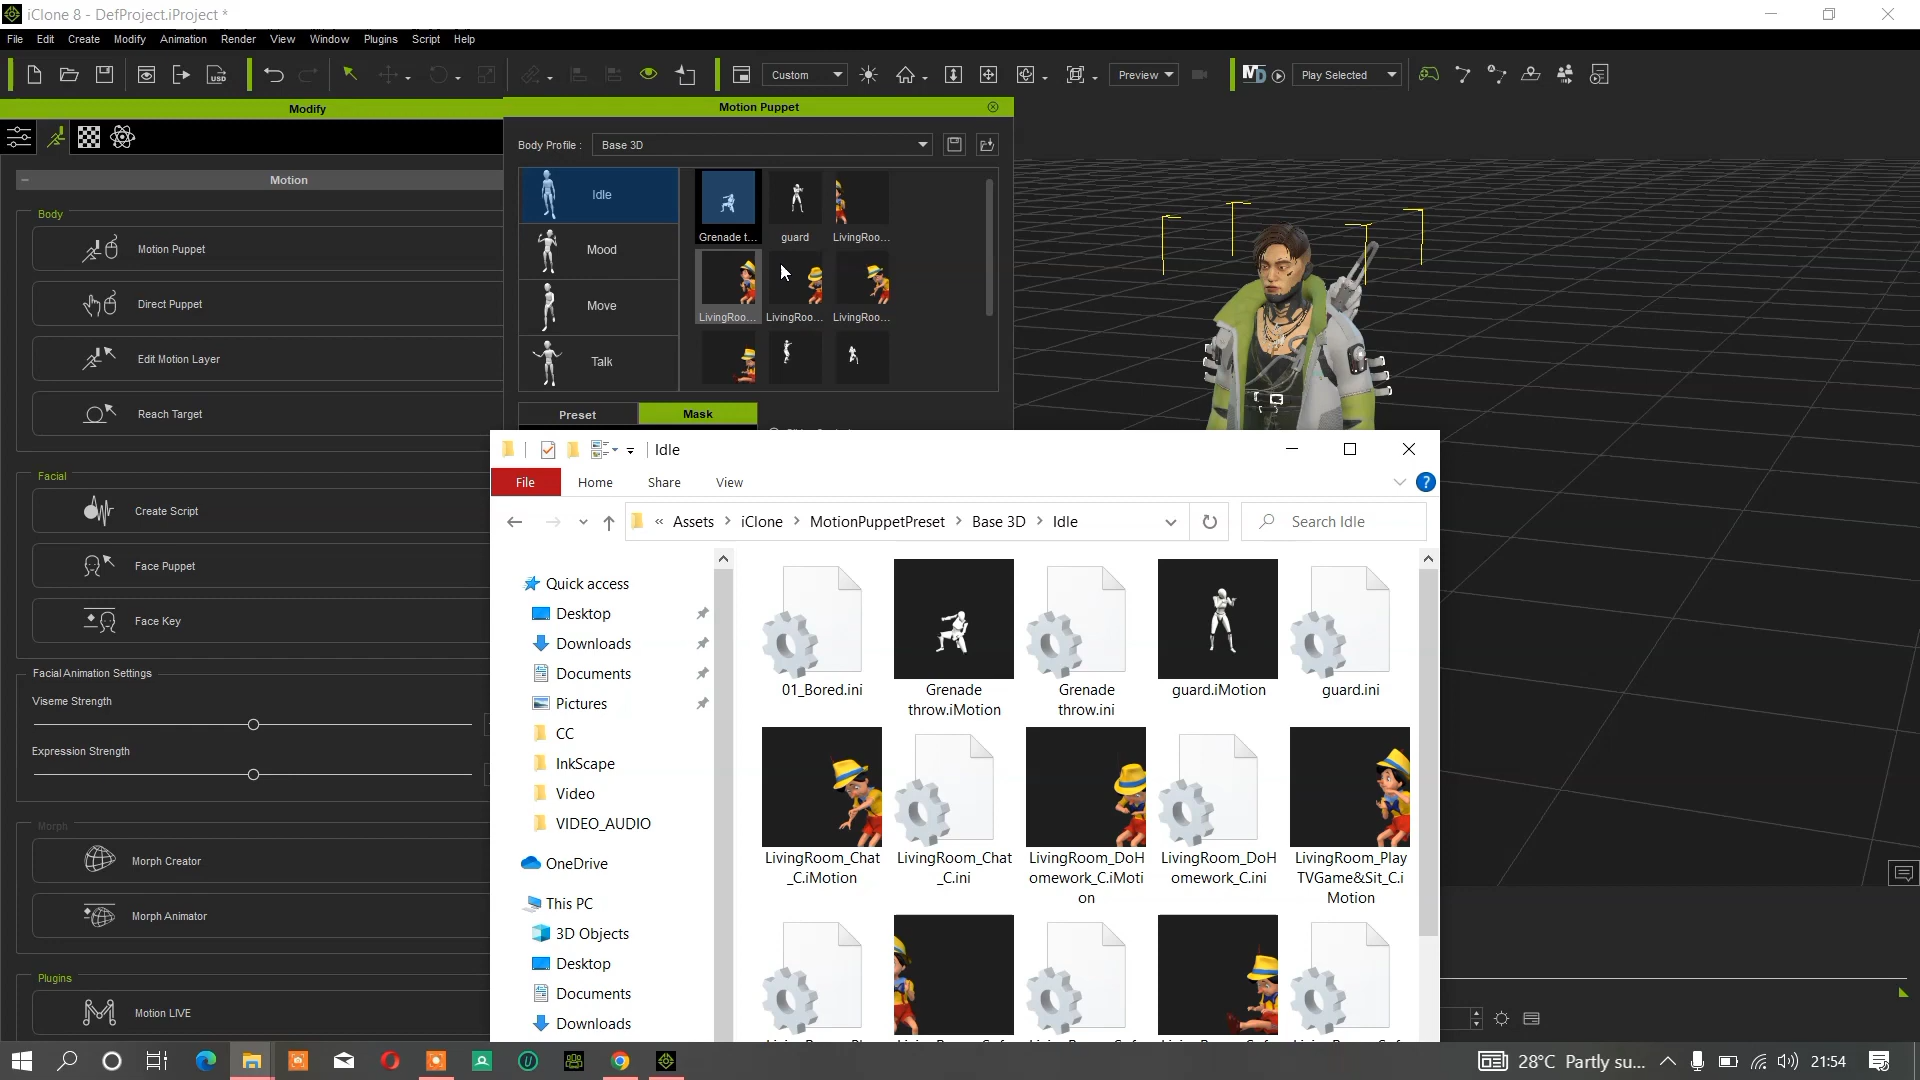 iClone 8 - DefProject.iProject *
File Edit Create Modify Animation Render View Window Plugins Script Help
USD
Custom
Preview
MD
Play Selected
Modify
Motion Puppet
Body Profile : Base 3D
Motion
Body
Motion Puppet
Direct Puppet
Edit Motion Layer
Reach Target
Facial
Create Script
Face Puppet
Face Key
Facial Animation Settings
Viseme Strength
Expression Strength
Morph
Morph Creator
Morph Animator
Plugins
Motion LIVE
Idle
Mood
Move
Talk
Grenade t... guard LivingRoo...
LivingRoo... LivingRoo... LivingRoo...
Preset Mask
Idle
File Home Share View
« Assets > iClone > MotionPuppetPreset > Base 3D > Idle
Search Idle
Quick access
Desktop
Downloads
Documents
Pictures
CC
InkScape
Video
VIDEO_AUDIO
OneDrive
This PC
3D Objects
Desktop
Documents
Downloads
01_Bored.ini
Grenade
throw.iMotion
Grenade
throw.ini
guard.iMotion
guard.ini
LivingRoom_Chat
_C.iMotion
LivingRoom_Chat
_C.ini
LivingRoom_DoH
omework_C.iMoti
on
LivingRoom_DoH
omework_C.ini
LivingRoom_Play
TVGame&Sit_C.i
Motion
28°C Partly su...
21:54